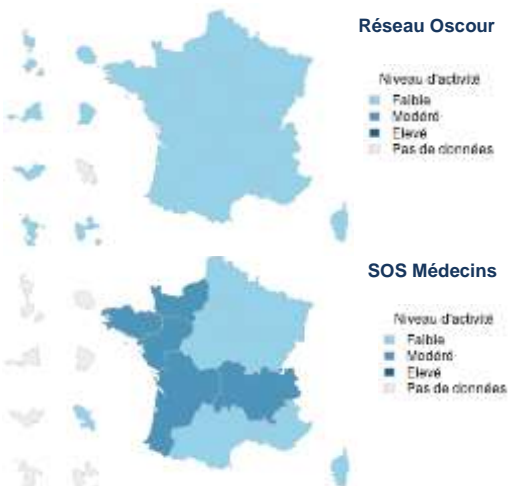 Réseau Oscour
Niveau d'activité
Faible
Modéré
Elevé
Pas de données
SOS Médecins
Niveau d'activité
Faible
Modéré
Elevé
Pas de données